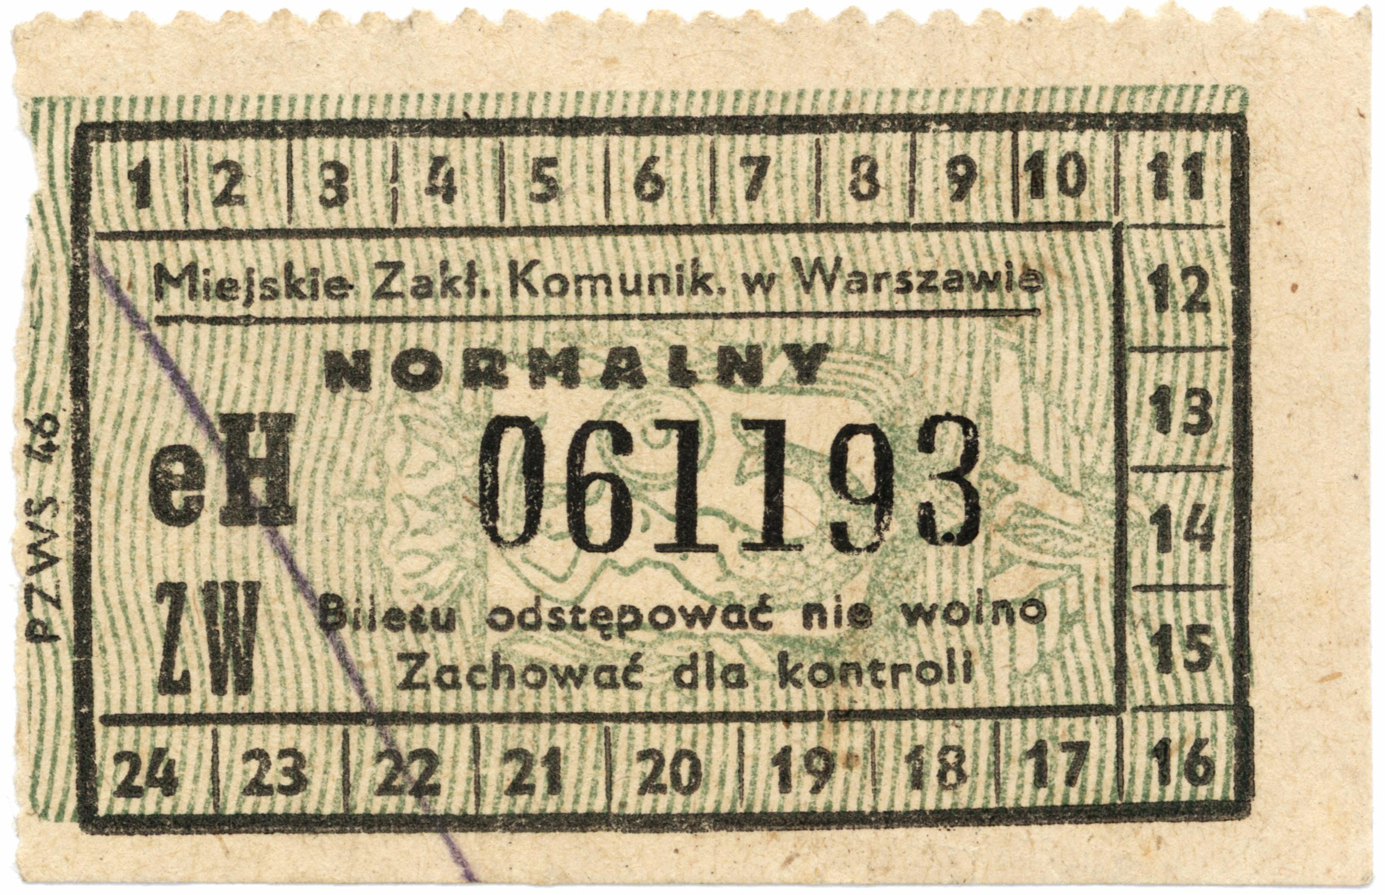 1 2 3 4 5 6 7 8 9 10 11
Miejskie Zakł. Komunik. w Warszawie
12
NORMALNY
13
eH 061193
14
ZW
Biletu odstępować nie wolno
15
Zachować dla kontroli
24 23 22 21 20 19 18 17 16
PZWS 46